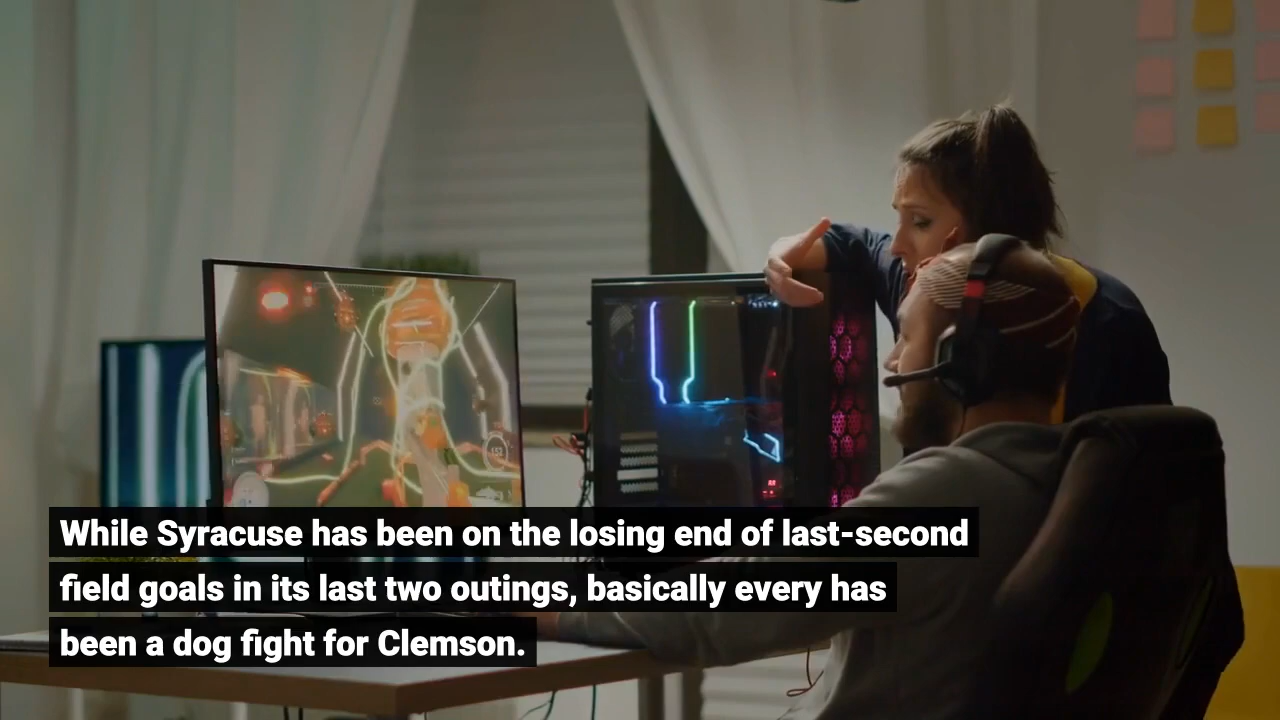 While Syracuse has been on the losing end of last-second
field goals in its last two outings, basically every has
been a dog fight for Clemson.